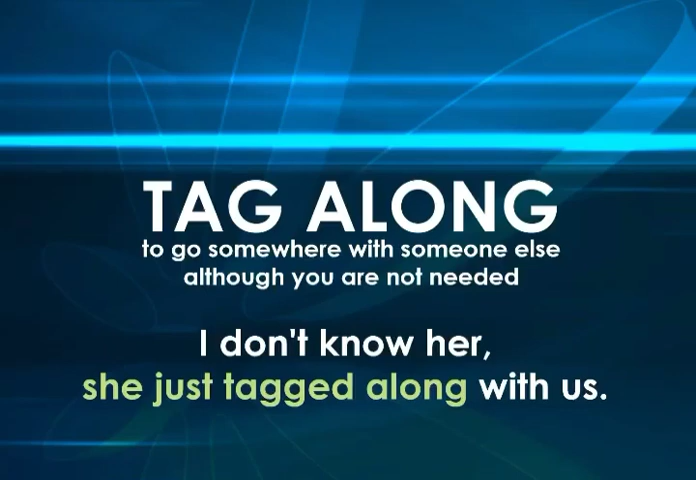 TAG ALONG
to go somewhere with someone else
although you are not needed
I don't know her,
she just tagged along with us.